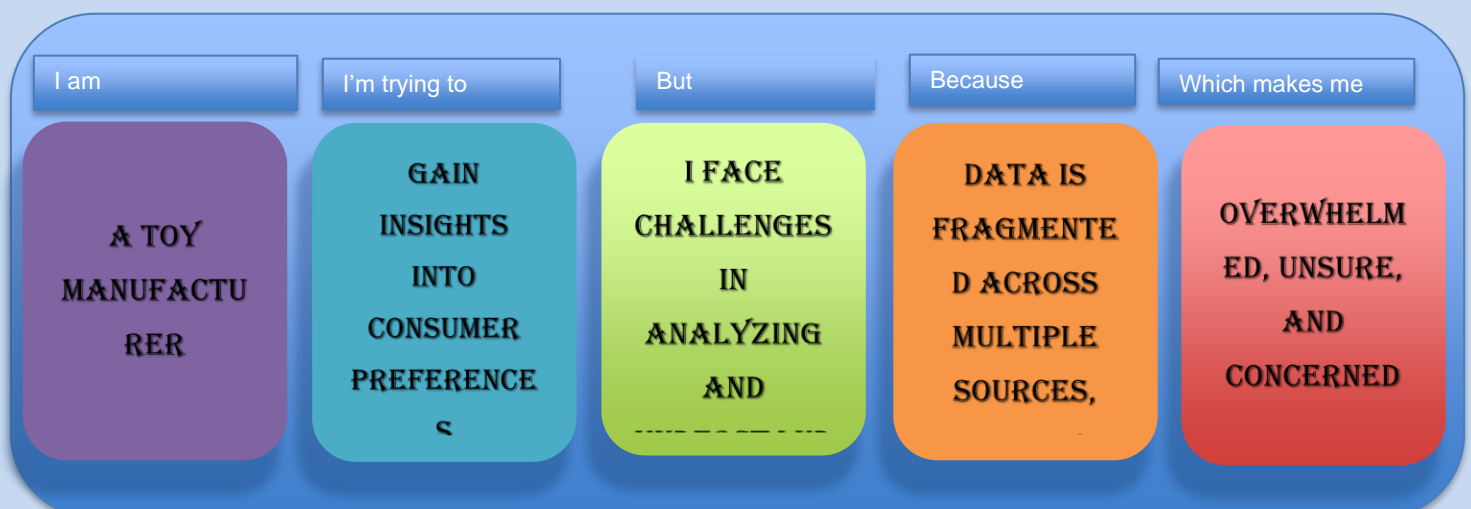 I am
I'm trying to
But
Because
Which makes me
A TOY
MANUFACTU
RER
GAIN
INSIGHTS
INTO
CONSUMER
PREFERENCE
S
I FACE
CHALLENGES
IN
ANALYZING
AND
DATA IS
FRAGMENTE
D ACROSS
MULTIPLE
SOURCES,
OVERWHELM
ED, UNSURE,
AND
CONCERNED